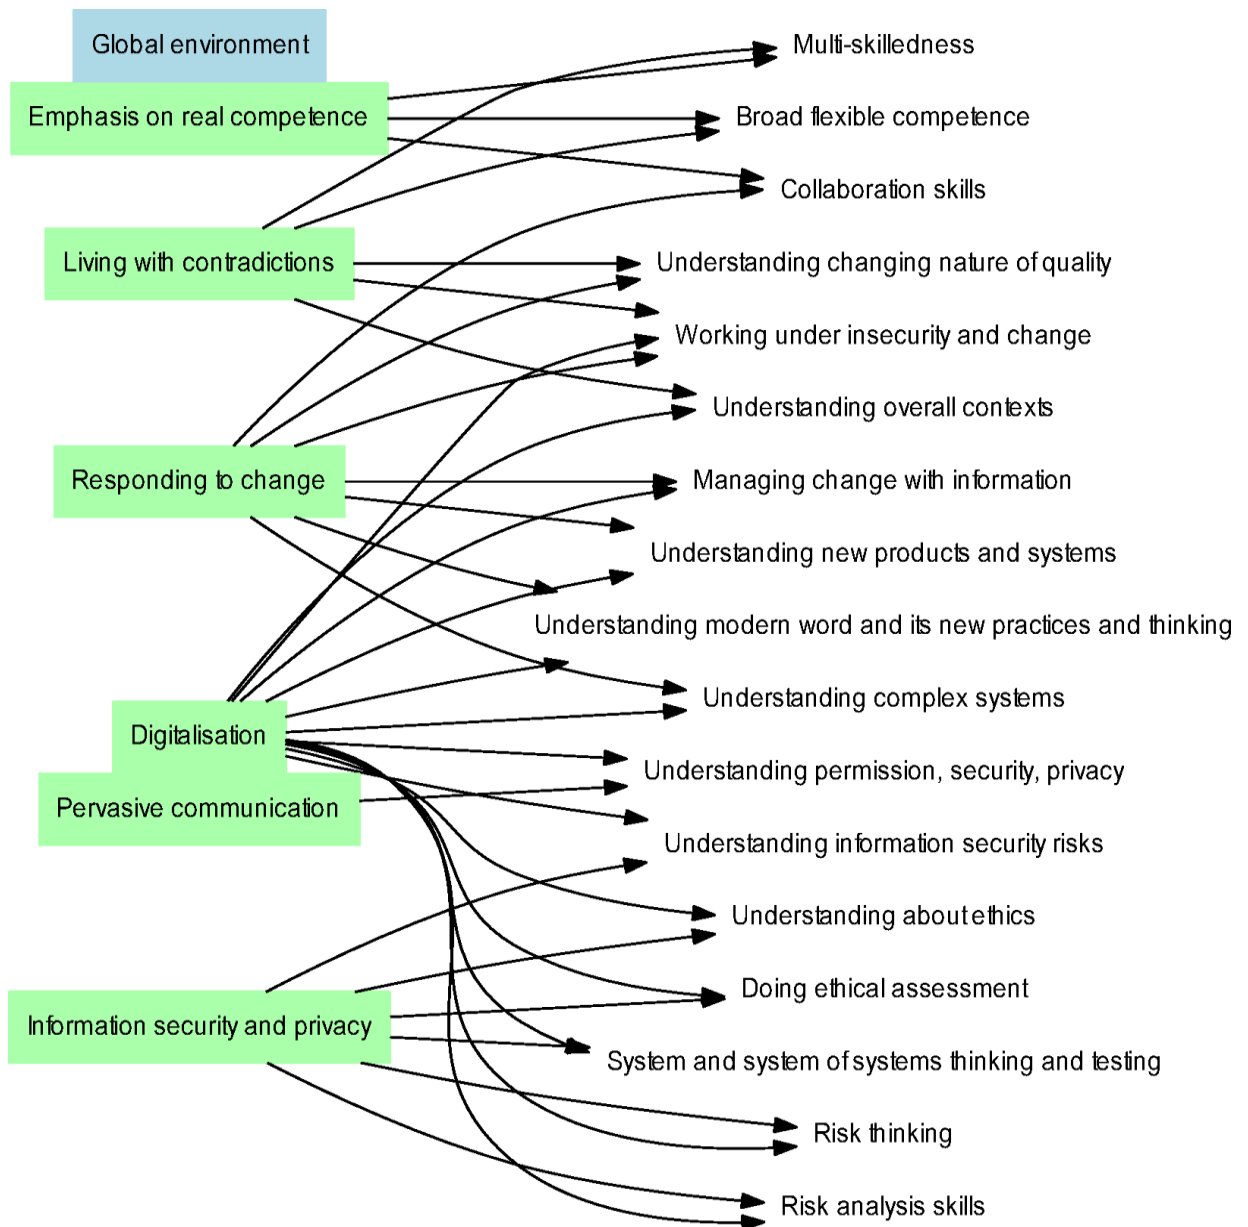 Global environment
Emphasis on real competence
Living with contradictions
Responding to change
Digitalisation
Pervasive communication
Information security and privacy
Multi-skilledness
Broad flexible competence
Collaboration skills
Understanding changing nature of quality
Working under insecurity and change
Understanding overall contexts
Managing change with information
Understanding new products and systems
Understanding modern word and its new practices and thinking
Understanding complex systems
Understanding permission, security, privacy
Understanding information security risks
Understanding about ethics
Doing ethical assessment
System and system of systems thinking and testing
Risk thinking
Risk analysis skills